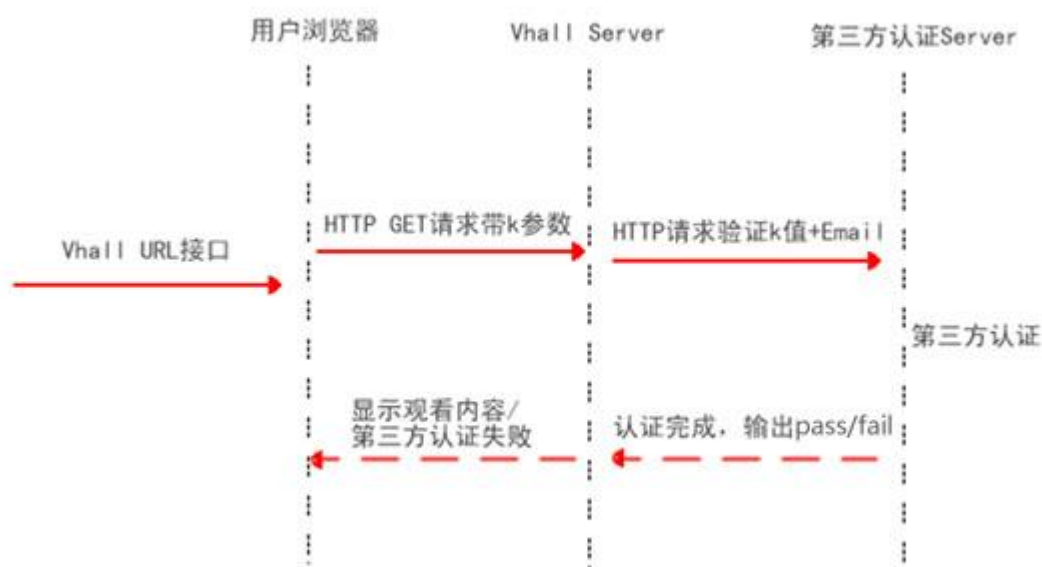 用户浏览器
Vhall Server
第三方认证Server
Vhall URL接口
HTTP GET请求带k参数
HTTP请求验证k值+Email
第三方认证
显示观看内容/
第三方认证失败
认证完成，输出pass/fail